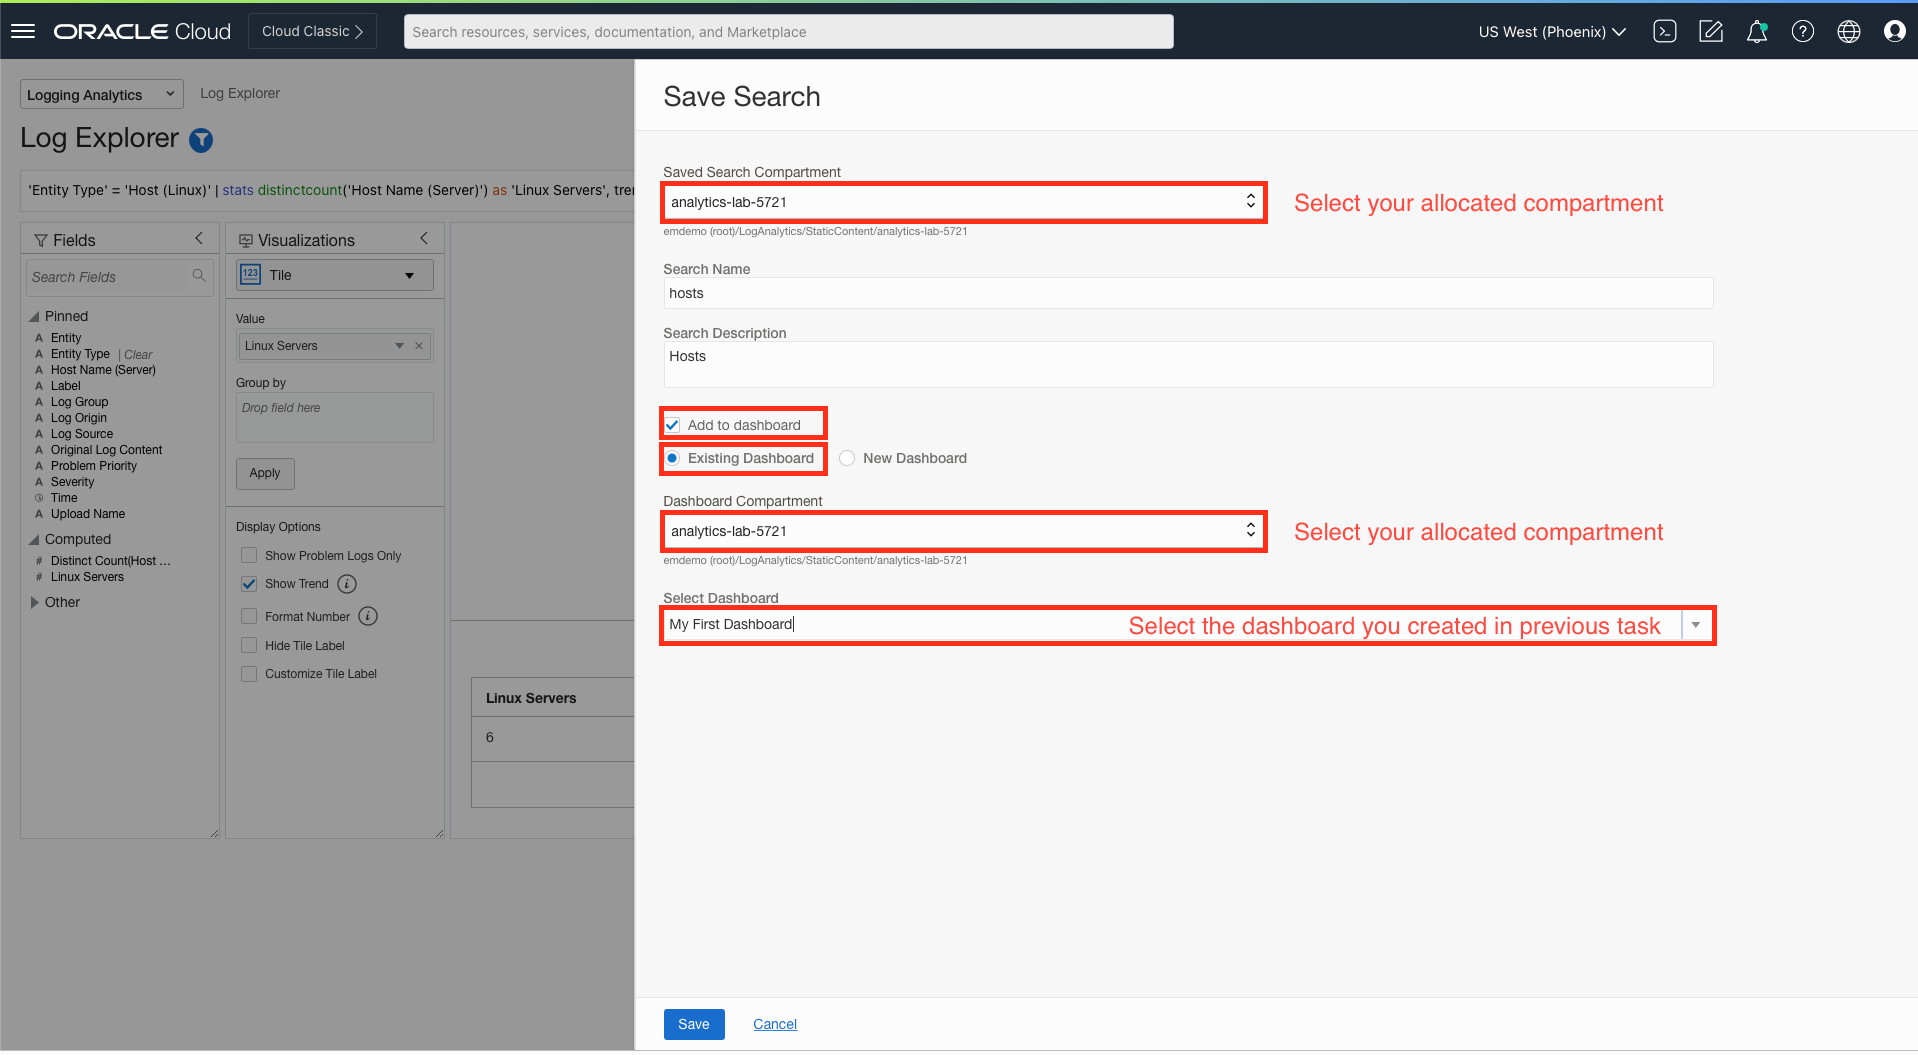 ORACLE Cloud
Cloud Classic
Search resources, services, documentation, and Marketplace
US West (Phoenix)
Logging Analytics
Log Explorer
Log Explorer
'Entity Type' = 'Host (Linux)' | stats distinctcount('Host Name (Server)') as 'Linux Servers', tren
Fields
Search Fields
Pinned
A Entity
A Entity Type | Clear
A Host Name (Server)
A Label
A Log Group
A Log Origin
A Log Source
A Original Log Content
A Problem Priority
A Severity
Time
A Upload Name
Computed
# Distinct Count(Host ...
# Linux Servers
Other
Visualizations
123 Tile
Value
Linux Servers
Group by
Drop field here
Apply
Display Options
Show Problem Logs Only
Show Trend i
Format Number i
Hide Tile Label
Customize Tile Label
Linux Servers
6
Save Search
Saved Search Compartment
analytics-lab-5721
Select your allocated compartment
emdemo (root)/LogAnalytics/StaticContent/analytics-lab-5721
Search Name
hosts
Search Description
Hosts
Add to dashboard
Existing Dashboard
New Dashboard
Dashboard Compartment
analytics-lab-5721
Select your allocated compartment
emdemo (root)/LogAnalytics/StaticContent/analytics-lab-5721
Select Dashboard
My First Dashboard
Select the dashboard you created in previous task
Save
Cancel